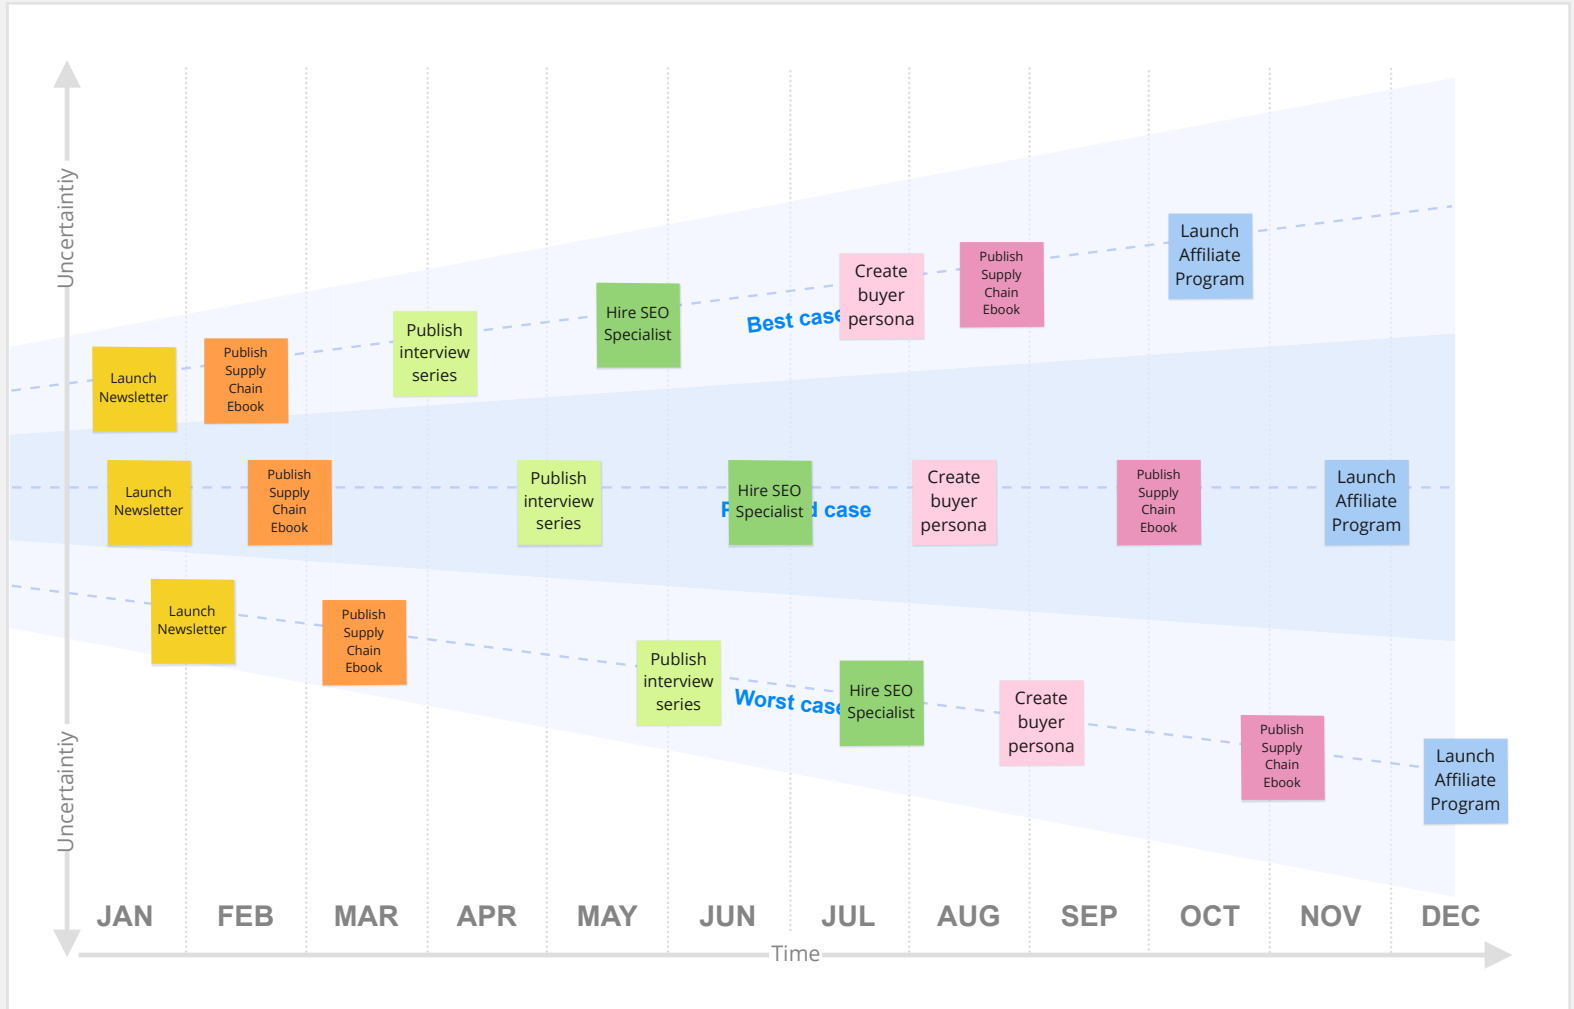 Uncertaintiy
Launch
Affiliate
Program
Publish
Supply
Chain
Ebook
Create
buyer
persona
Hire SEO
Specialist
Best case
Publish
interview
series
Publish
Supply
Chain
Ebook
Launch
Newsletter
Launch
Newsletter
Publish
Supply
Chain
Ebook
Publish
interview
series
Hire SEO
Specialist
case
Create
buyer
persona
Publish
Supply
Chain
Ebook
Launch
Affiliate
Program
Launch
Newsletter
Publish
Supply
Chain
Ebook
Publish
interview
series
Worst case
Hire SEO
Specialist
Create
buyer
persona
Publish
Supply
Chain
Ebook
Launch
Affiliate
Program
Uncertaintiy
JAN FEB MAR APR MAY JUN JUL AUG SEP OCT NOV DEC
Time